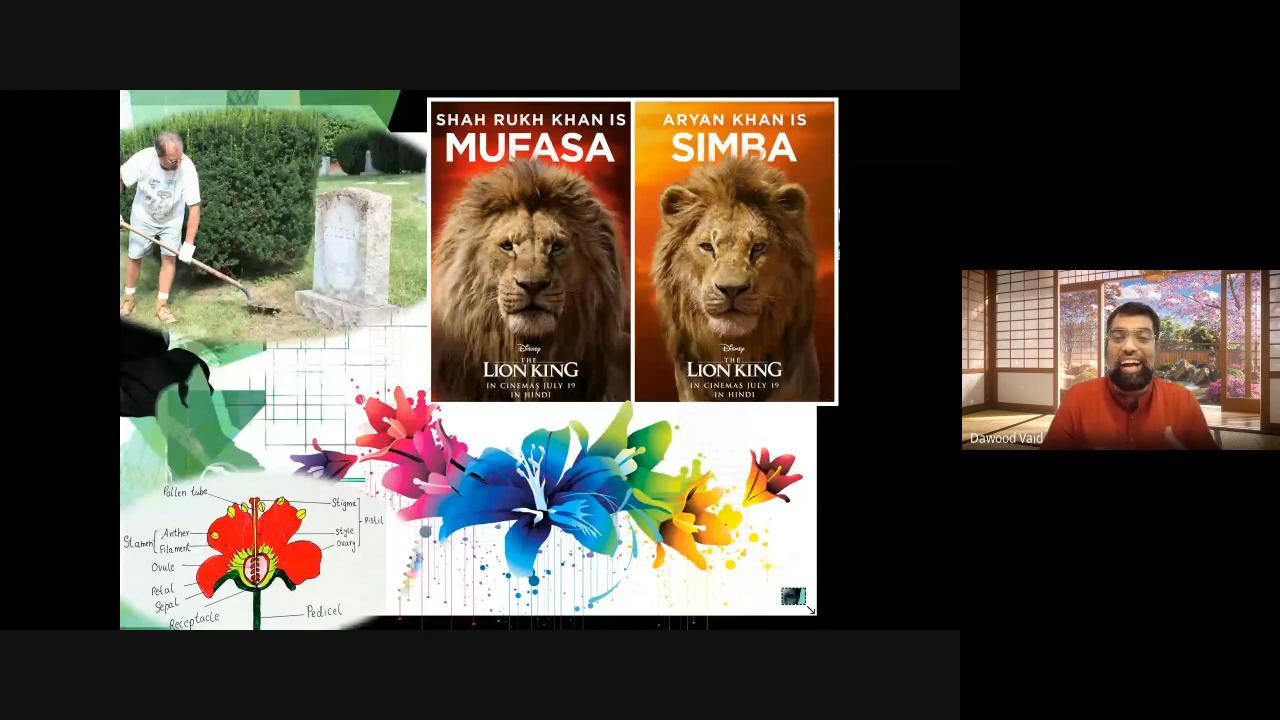 SHAH RUKH KHAN IS
MUFASA
DISNEY
THE
LION KING
IN CINEMAS JULY 19
IN HINDI
ARYAN KHAN IS
SIMBA
DISNEY
THE
LION KING
IN CINEMAS JULY 19
IN HINDI
Pollen tube
Stigma
Pistil
Stamen
Anther
style
Filament
Ovary
Ovule
Petal
Sepal
Receptacle
Pedicel
Dawood Vaid